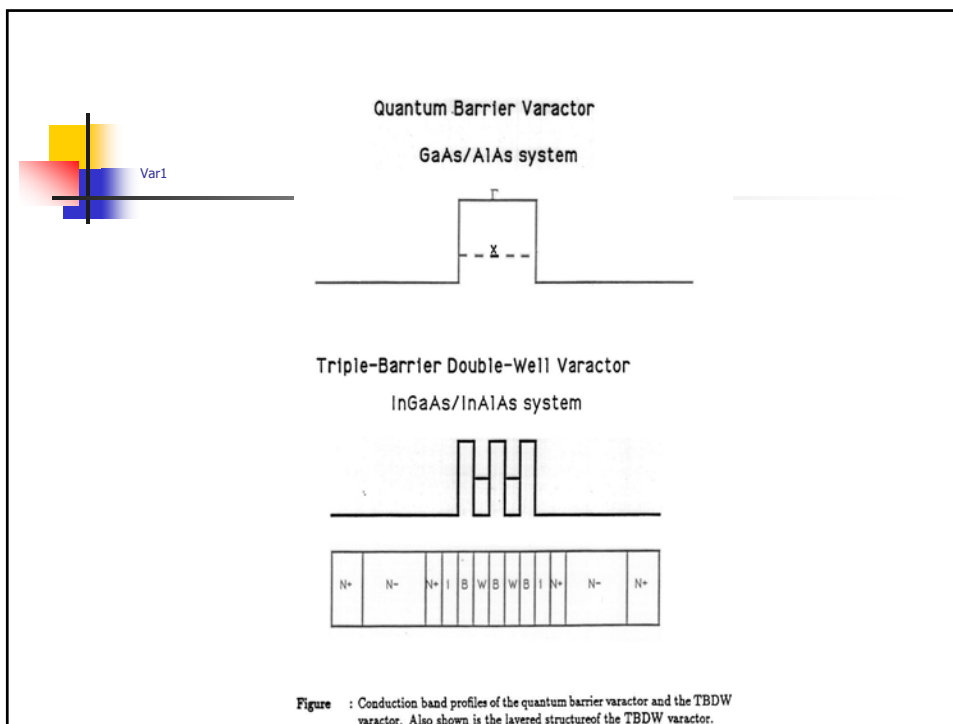 Quantum Barrier Varactor
GaAs/AlAs system
Var1
Γ
X
Triple-Barrier Double-Well Varactor
InGaAs/InAlAs system
N+ N- N+ I B W B W B I N+ N- N+
Figure : Conduction band profiles of the quantum barrier varactor and the TBDW
varactor. Also shown is the layered structureof the TBDW varactor.